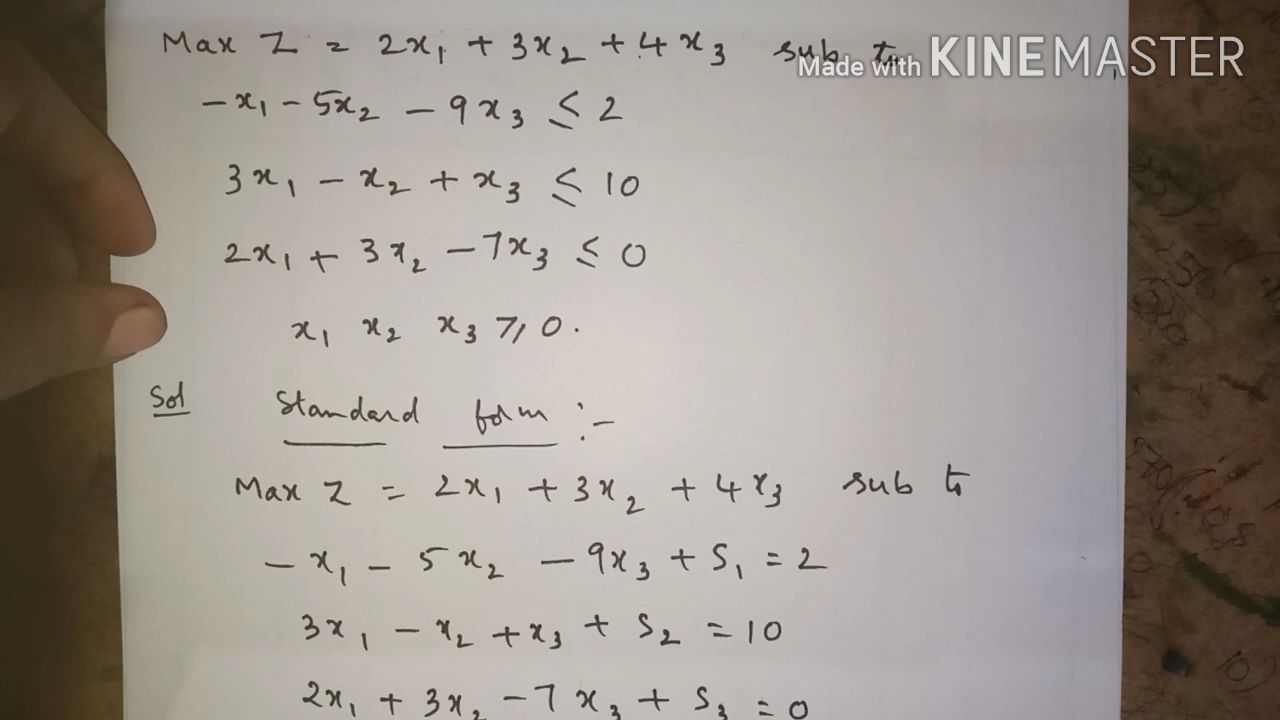 Max Z = 2x₁ + 3x₂ + 4x₃ sub to
Made with KINEMASTER
-x₁ - 5x₂ - 9x₃ ≤ 2
3x₁ - x₂ + x₃ ≤ 10
2x₁ + 3x₂ - 7x₃ ≤ 0
x₁ x₂ x₃ ≥ 0.
Sol Standard form :-
Max Z = 2x₁ + 3x₂ + 4x₃ sub to
-x₁ - 5x₂ - 9x₃ + S₁ = 2
3x₁ - x₂ + x₃ + S₂ = 10
2x₁ + 3x₂ - 7x₃ + S₃ = 0